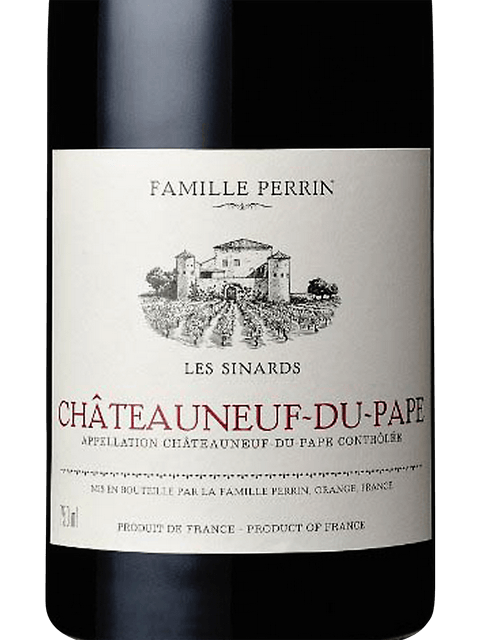 FAMILLE PERRIN
LES SINARDS
CHÂTEAUNEUF-DU-PAPE
APPELLATION CHÂTEAUNEUF-DU-PAPE CONTRÔLÉE
MIS EN BOUTEILLE PAR LA FAMILLE PERRIN, ORANGE, FRANCE
PRODUIT DE FRANCE - PRODUCT OF FRANCE